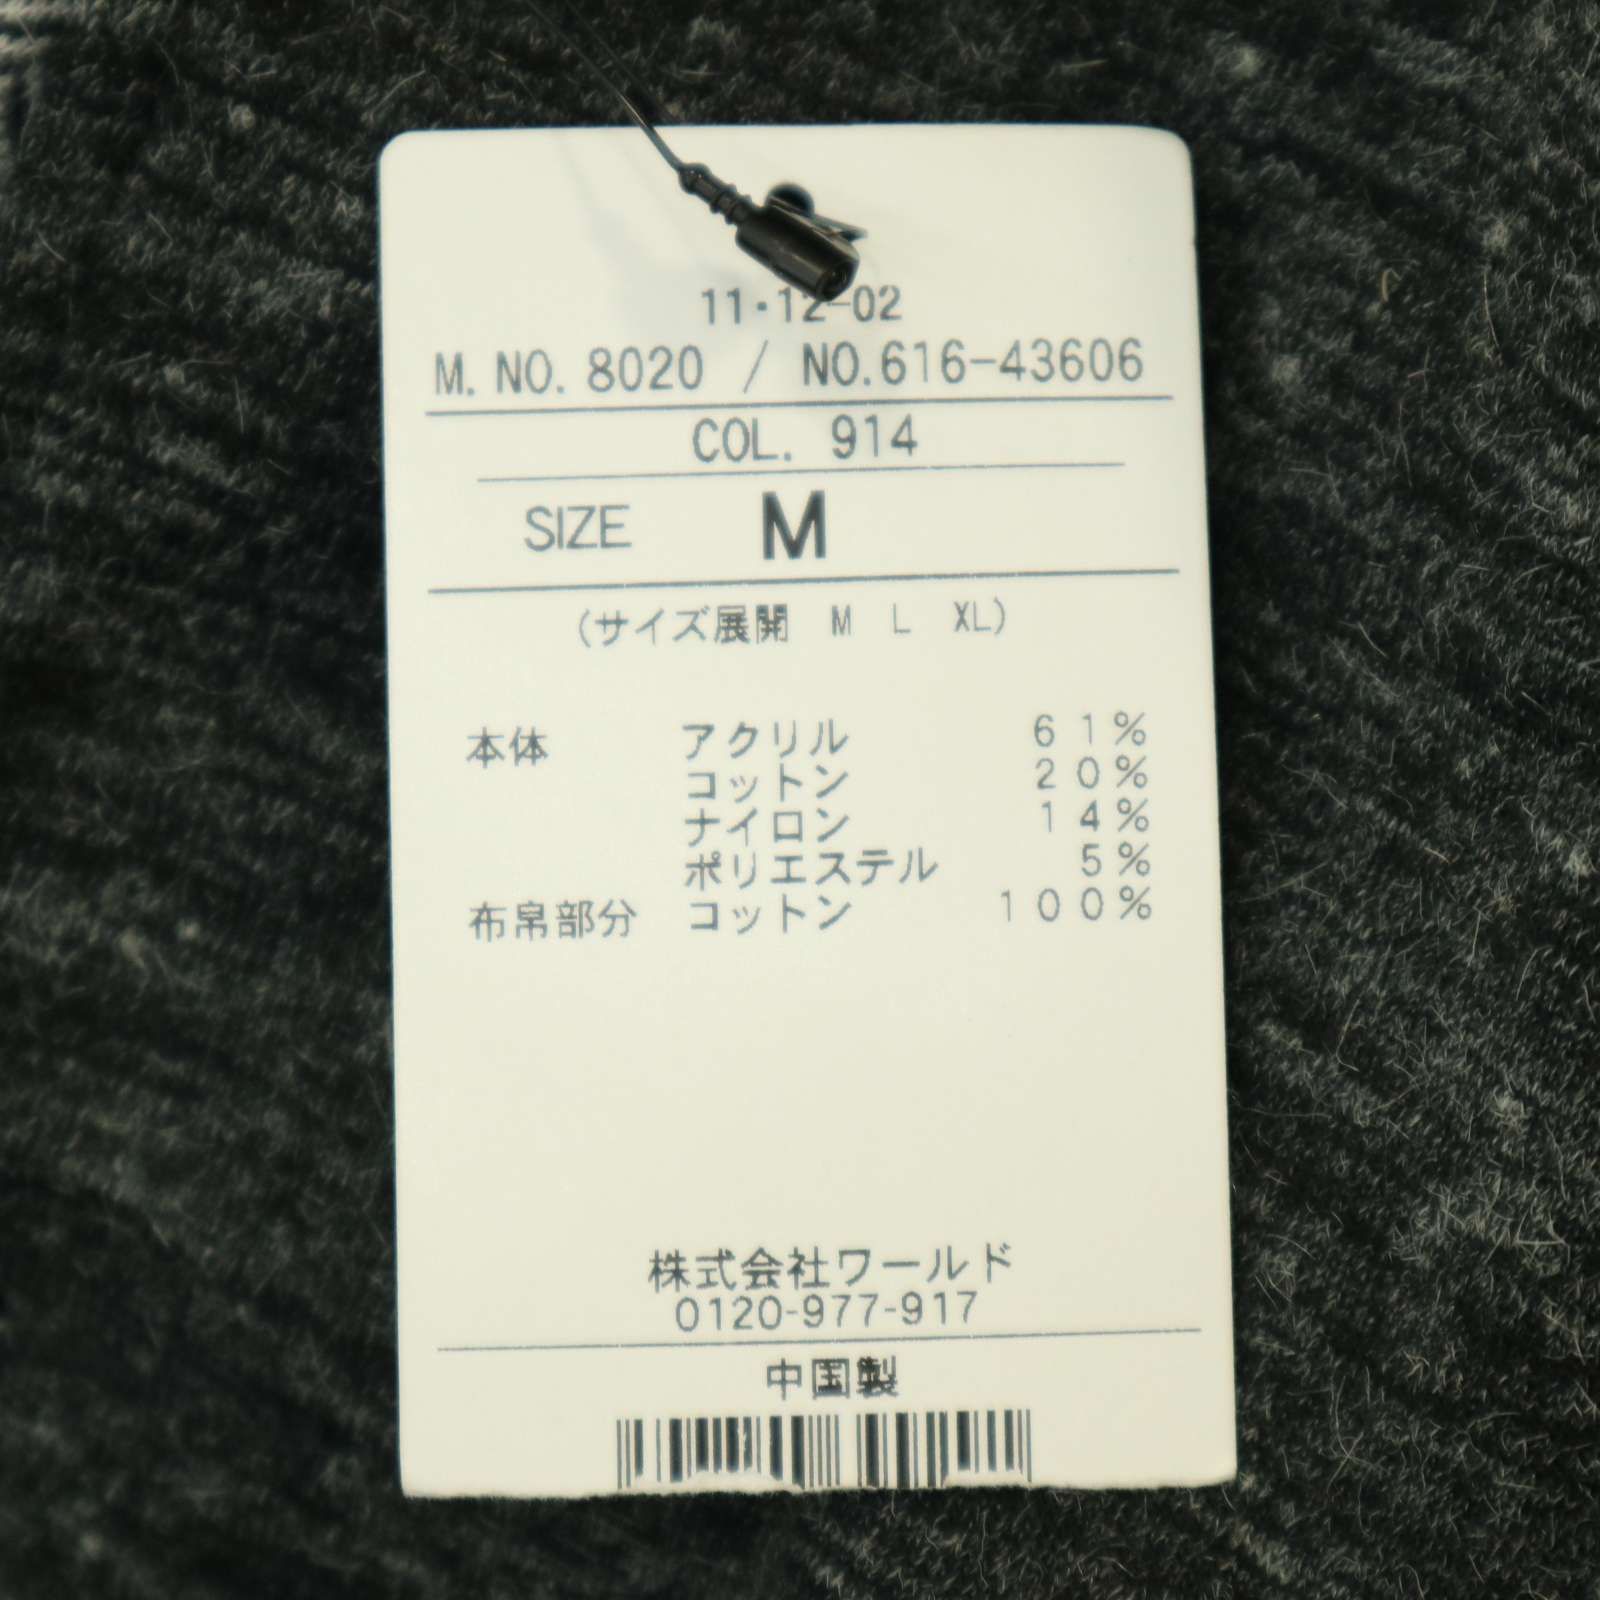 11・12-02
M. NO. 8020 / NO.616-43606
COL. 914
SIZE M
(サイズ展開 M L XL)
本体 アクリル 61%
コットン 20%
ナイロン 14%
ポリエステル 5%
布帛部分 コットン 100%
株式会社ワールド
0120-977-917
中国製